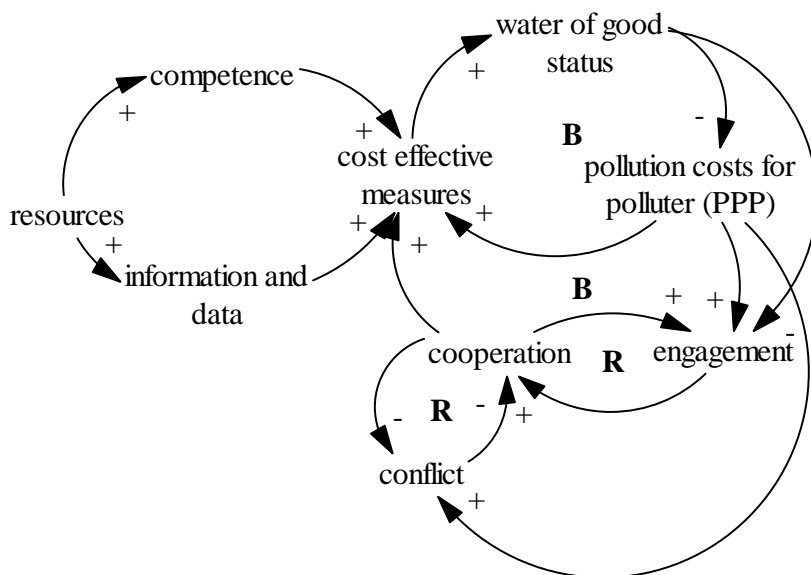 water of good
status
competence
+
+
+
-
B
cost effective
measures
pollution costs for
polluter (PPP)
resources
+
+
+
+
information and
data
B
+
+
-
cooperation
engagement
R
-
R
-
+
conflict
+